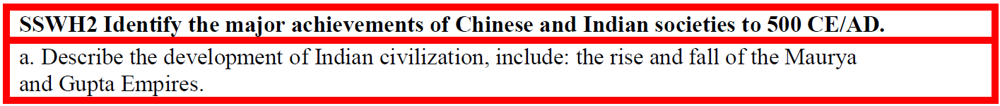 SSWH2 Identify the major achievements of Chinese and Indian societies to 500 CE/AD.
a. Describe the development of Indian civilization, include: the rise and fall of the Maurya
and Gupta Empires.